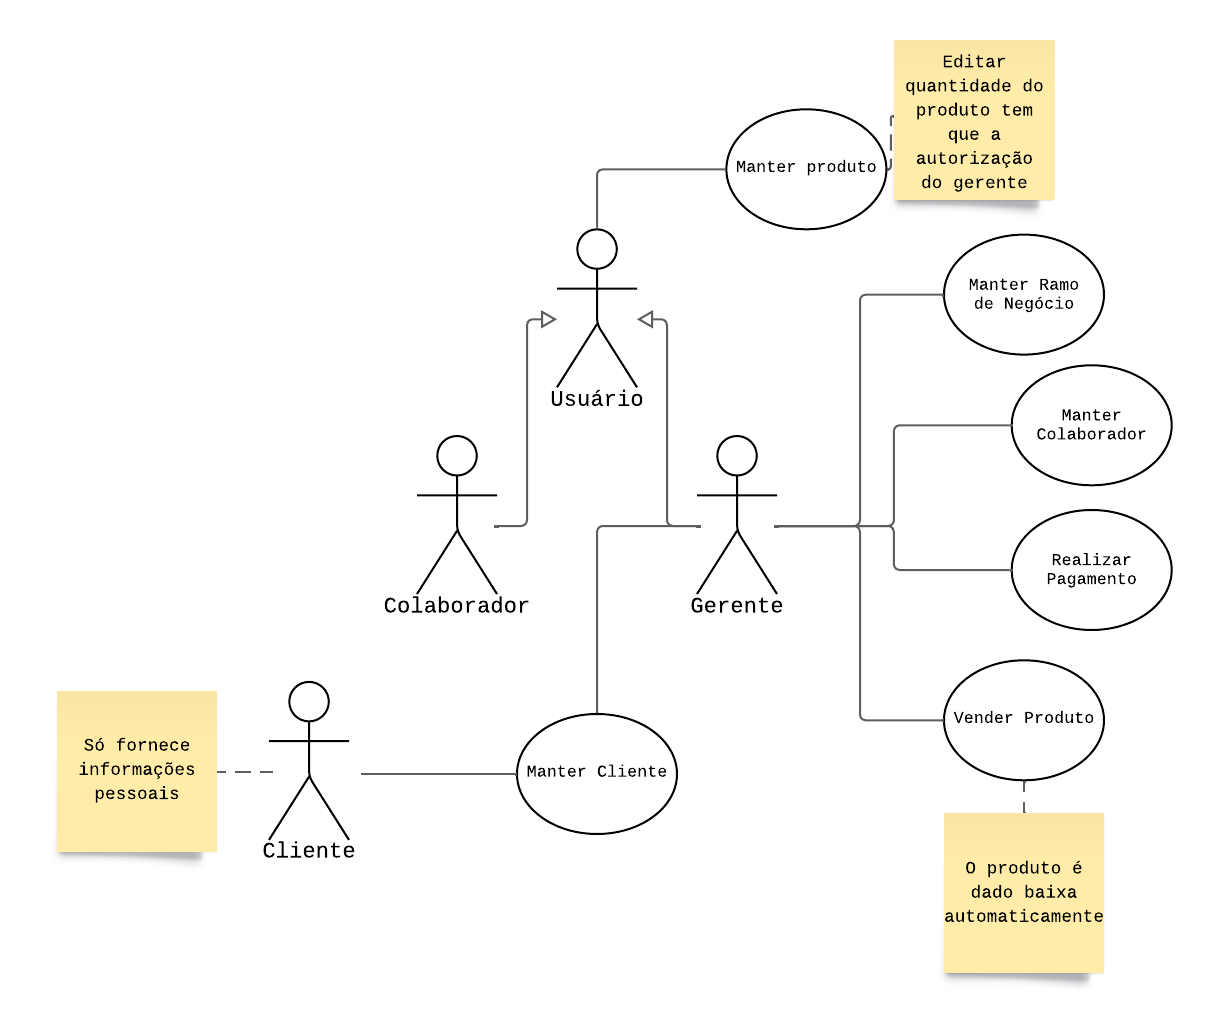 Editar
quantidade do
produto tem
que a
autorização
do gerente
Manter produto
Manter Ramo
de Negócio
Usuário
Manter
Colaborador
Realizar
Pagamento
Colaborador
Gerente
Vender Produto
Só fornece
informações
pessoais
Manter Cliente
Cliente
O produto é
dado baixa
automaticamente